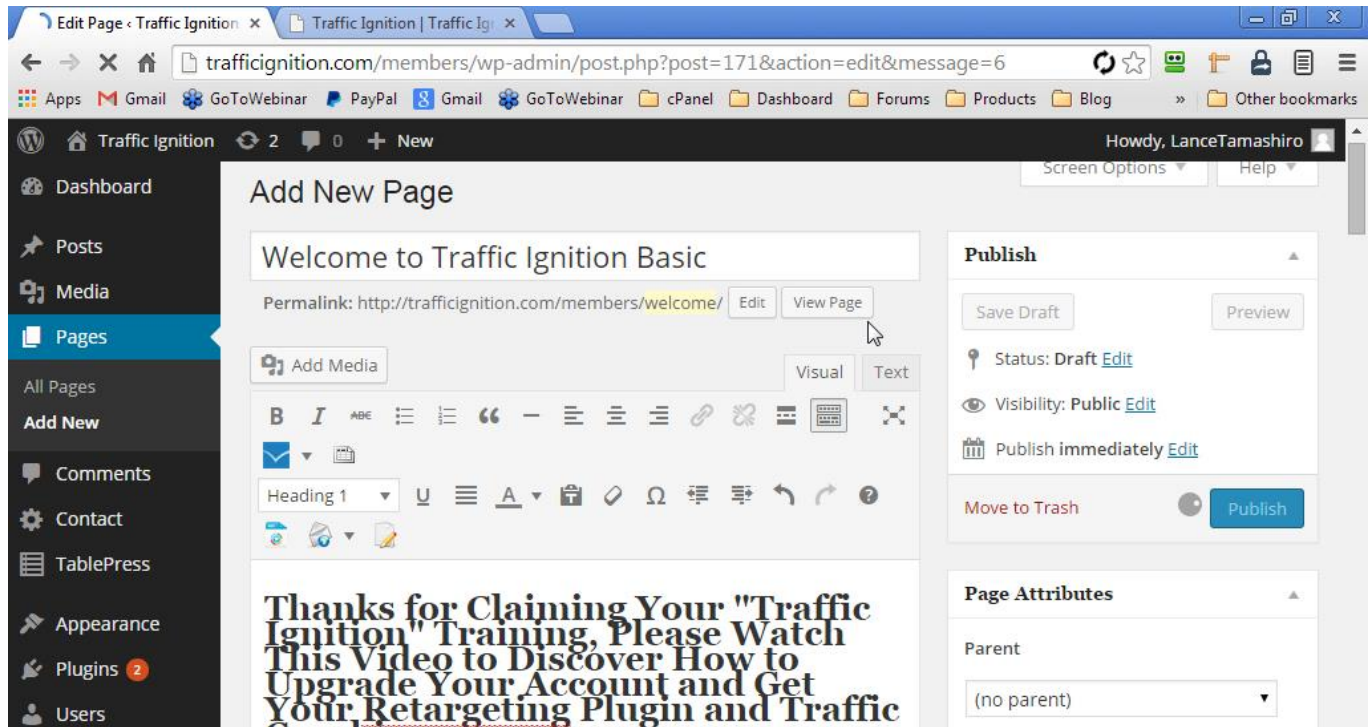 Edit Page ‹ Traffic Ignition
Traffic Ignition | Traffic Ig
trafficignition.com/members/wp-admin/post.php?post=171&action=edit&message=6
Apps Gmail GoToWebinar PayPal Gmail GoToWebinar cPanel Dashboard Forums Products Blog » Other bookmarks
Traffic Ignition 2 0 + New Howdy, LanceTamashiro
Screen Options Help
Dashboard
Posts
Media
Pages
All Pages
Add New
Comments
Contact
TablePress
Appearance
Plugins 2
Users
Add New Page
Welcome to Traffic Ignition Basic
Permalink: http://trafficignition.com/members/welcome/ Edit View Page
Add Media
Visual Text
B I ABC
Heading 1 U A Ω
Thanks for Claiming Your "Traffic
Ignition" Training, Please Watch
This Video to Discover How to
Upgrade Your Account and Get
Your Retargeting Plugin and Traffic
Publish
Save Draft Preview
Status: Draft Edit
Visibility: Public Edit
Publish immediately Edit
Move to Trash Publish
Page Attributes
Parent
(no parent)